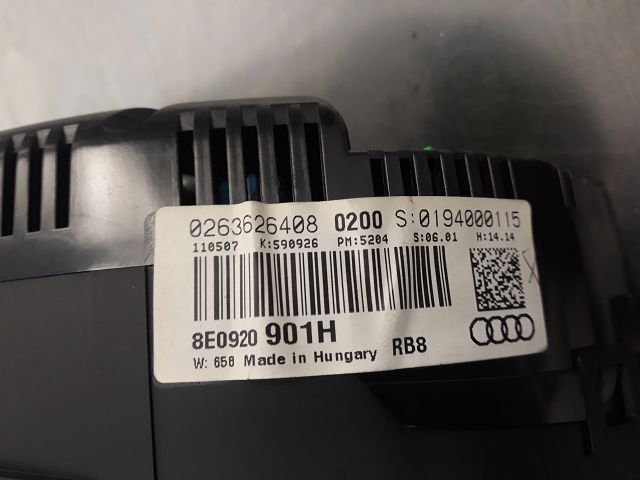 0263626408 0200 S:0194000115
110507 K:590926 PM:5204 S:06.01 H:14.14
8E0920 901H
W: 658 Made in Hungary RB8